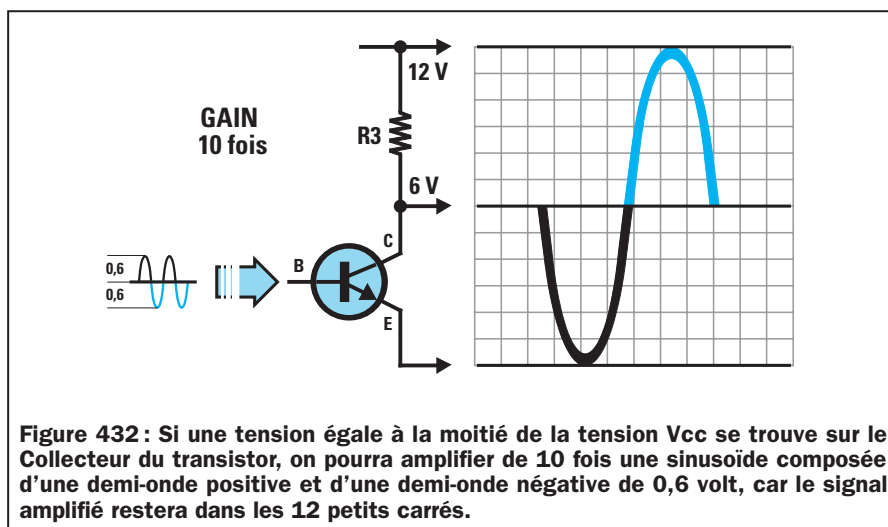 12 V
GAIN
10 fois
R3
6 V
C
B
0,6
0,6
E
Figure 432 : Si une tension égale à la moitié de la tension Vcc se trouve sur le
Collecteur du transistor, on pourra amplifier de 10 fois une sinusoïde composée
d'une demi-onde positive et d'une demi-onde négative de 0,6 volt, car le signal
amplifié restera dans les 12 petits carrés.